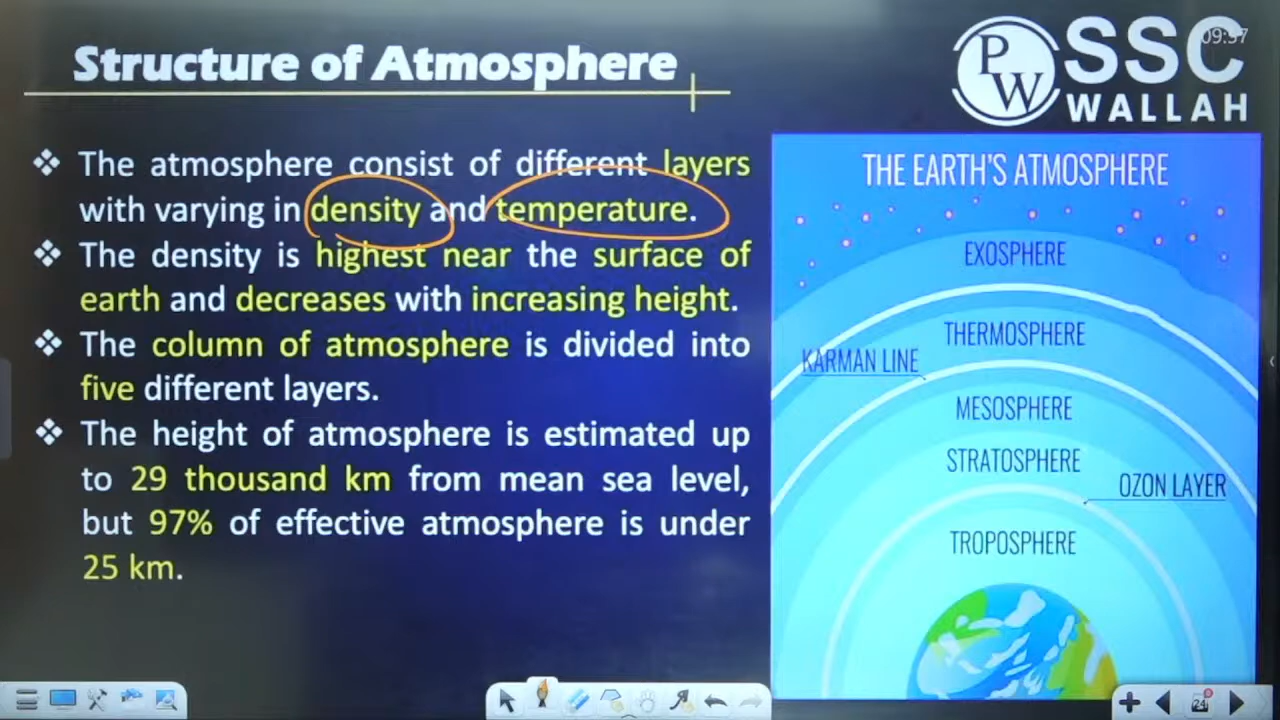 Structure of Atmosphere
PW
SSC
WALLAH
09:37
❖ The atmosphere consist of different layers
with varying in density and temperature.
❖ The density is highest near the surface of
earth and decreases with increasing height.
❖ The column of atmosphere is divided into
five different layers.
❖ The height of atmosphere is estimated up
to 29 thousand km from mean sea level,
but 97% of effective atmosphere is under
25 km.
THE EARTH'S ATMOSPHERE
EXOSPHERE
THERMOSPHERE
KARMAN LINE
MESOSPHERE
STRATOSPHERE
OZON LAYER
TROPOSPHERE
24